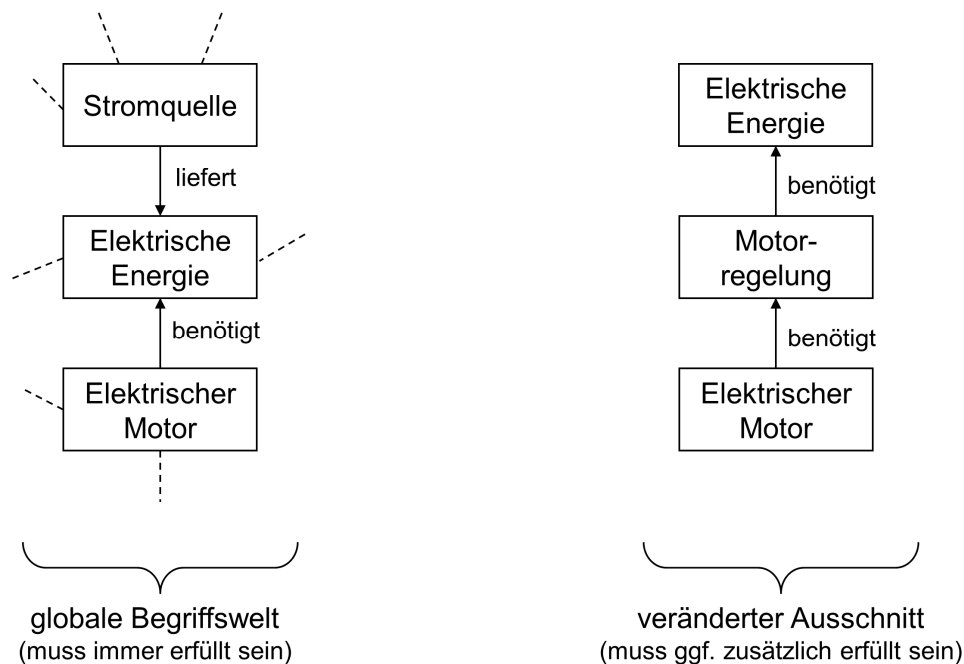 Stromquelle
liefert
Elektrische
Energie
benötigt
Elektrischer
Motor
globale Begriffswelt
(muss immer erfüllt sein)
Elektrische
Energie
benötigt
Motor-
regelung
benötigt
Elektrischer
Motor
veränderter Ausschnitt
(muss ggf. zusätzlich erfüllt sein)